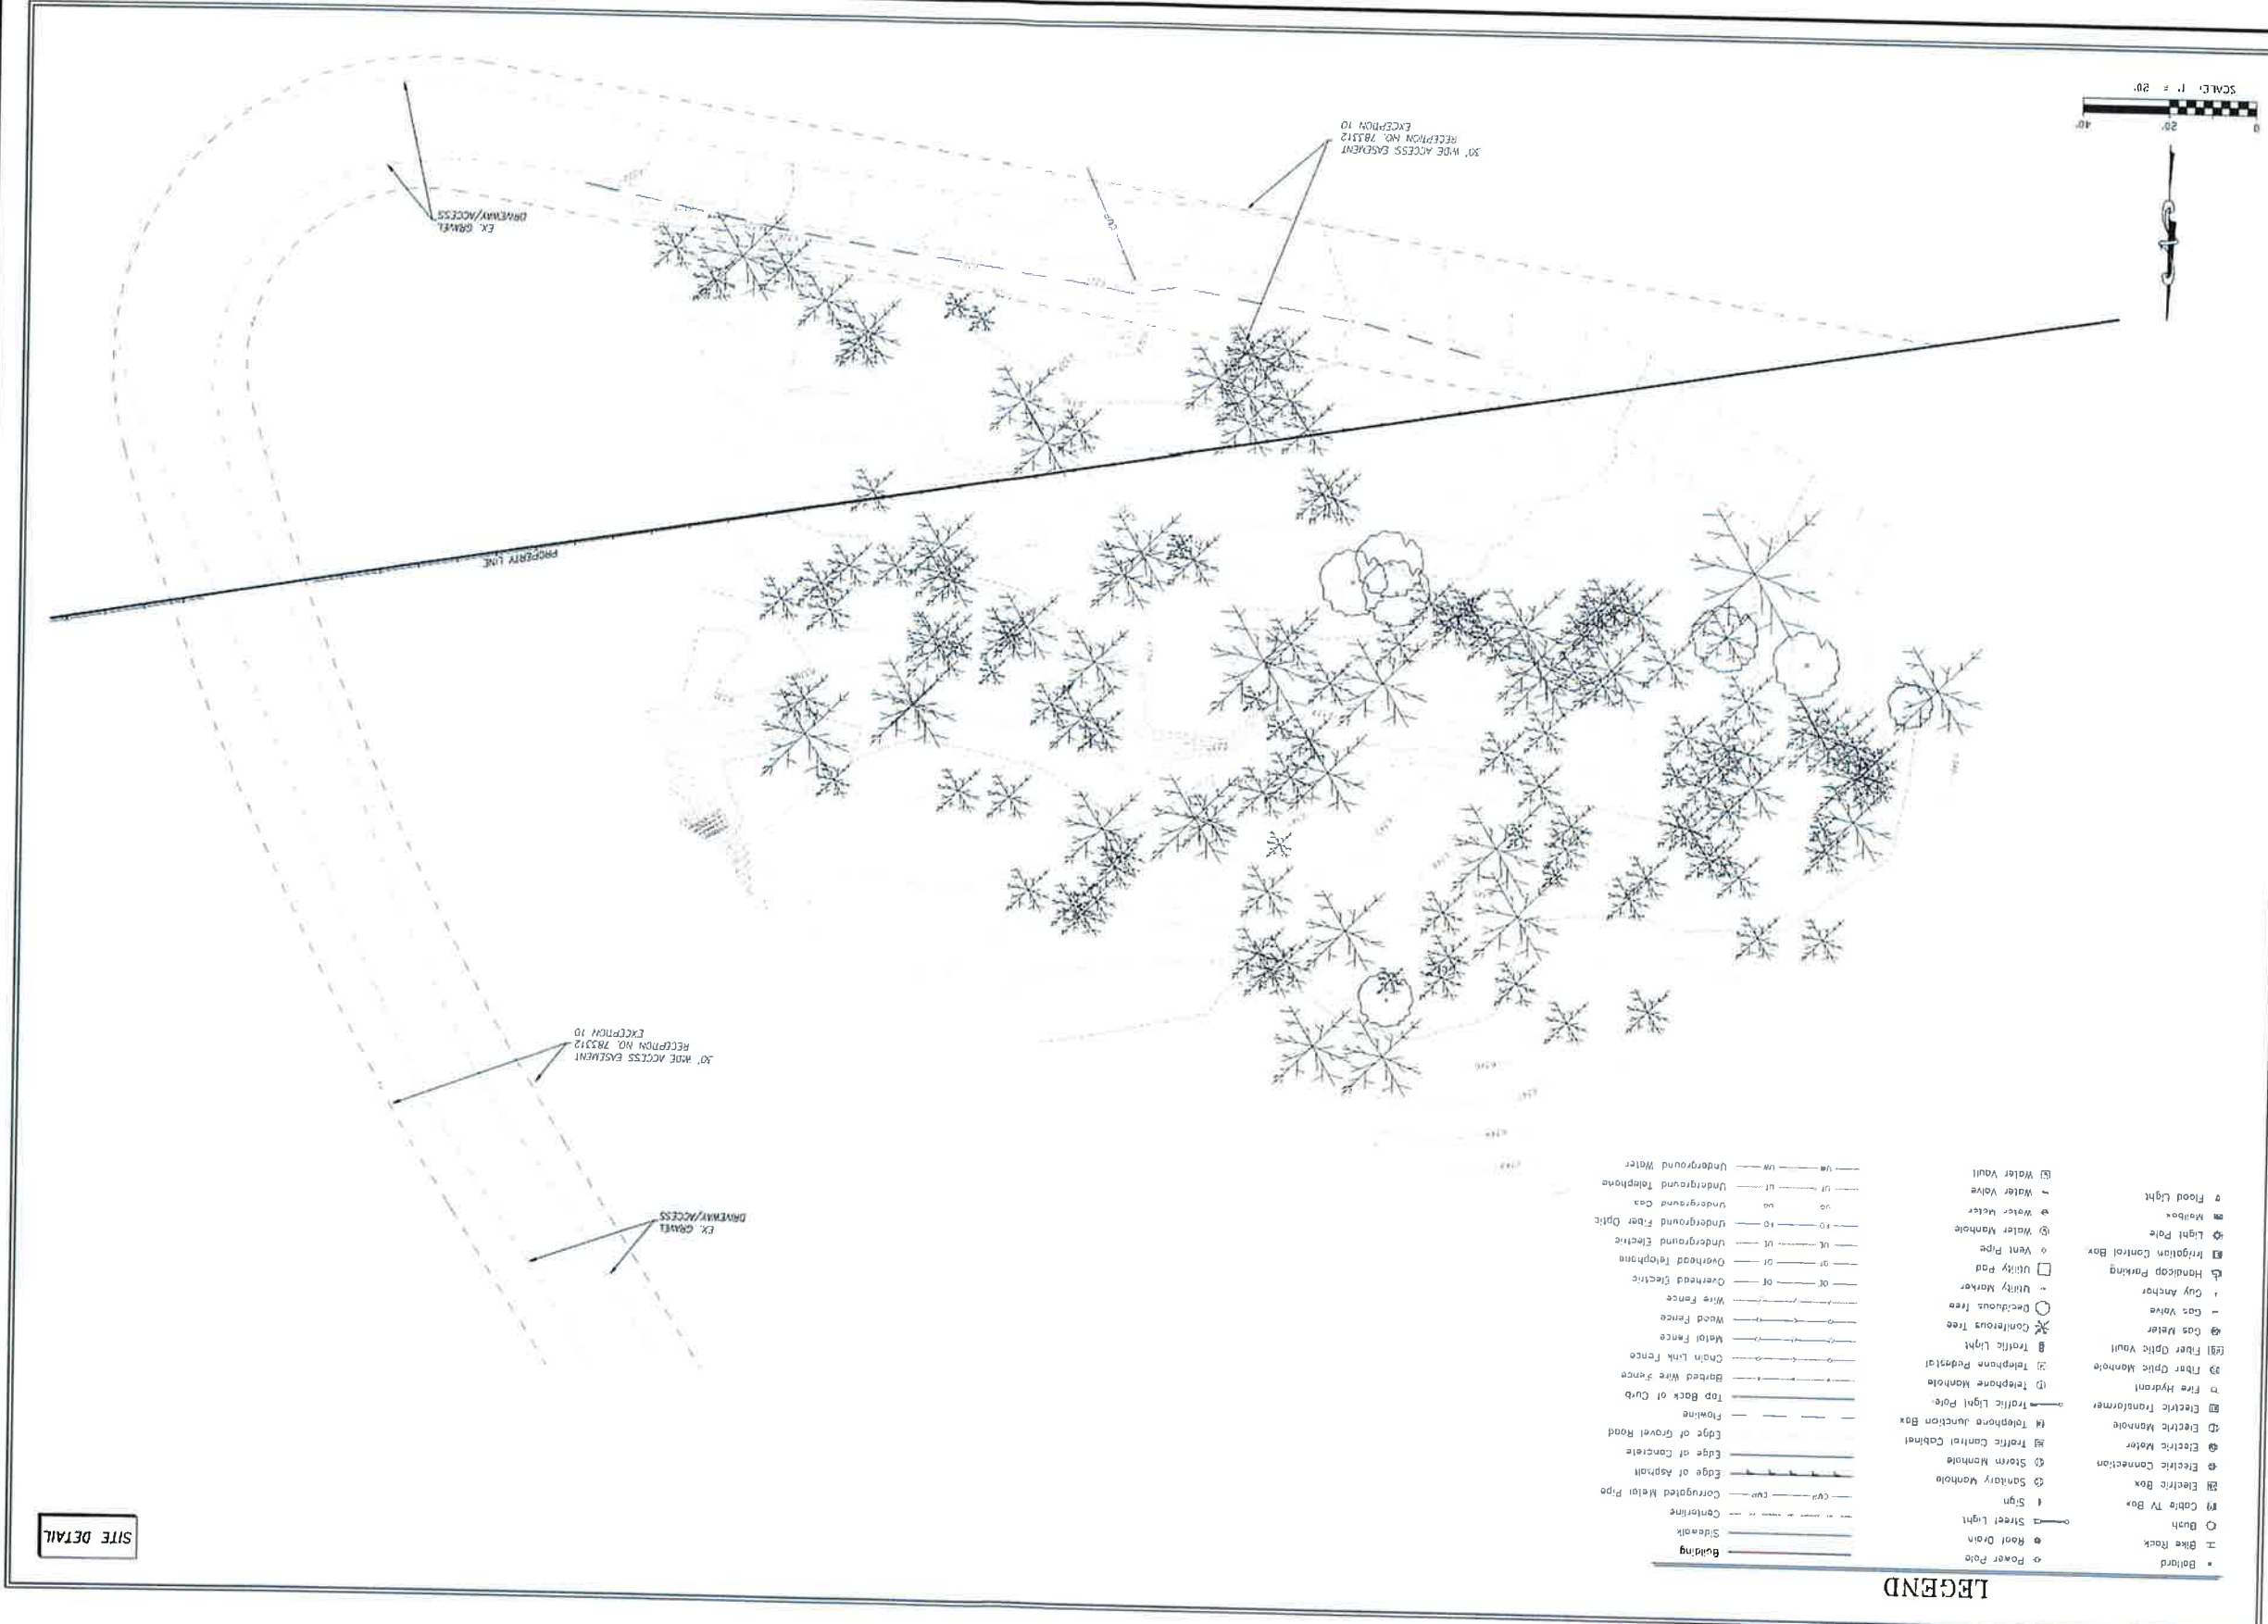 LEGEND
Bollard
Bike Rack
Bush
Cable TV Box
Electric Box
Electric Connection
Electric Meter
Electric Manhole
Electric Transformer
Fire Hydrant
Fiber Optic Manhole
Fiber Optic Vault
Gas Meter
Gas Valve
Guy Anchor
Handicap Parking
Irrigation Control Box
Light Pole
Mailbox
Flood Light
Power Pole
Roof Drain
Street Light
Sign
Sanitary Manhole
Storm Manhole
Traffic Control Cabinet
Telephone Junction Box
Traffic Light Pole
Telephone Manhole
Telephone Pedestal
Traffic Light
Coniferous Tree
Deciduous Tree
Utility Marker
Utility Pad
Vent Pipe
Water Manhole
Water Meter
Water Valve
Water Vault
Building
Sidewalk
Centerline
CMP CMP Corrugated Metal Pipe
Edge of Asphalt
Edge of Concrete
Edge of Gravel Road
Flowline
Top Back of Curb
Barbed Wire Fence
Chain Link Fence
Metal Fence
Wood Fence
Wire Fence
Overhead Electric
Overhead Telephone
Underground Electric
Underground Fiber Optic
Underground Gas
Underground Telephone
Underground Water
SITE DETAIL
EX. GRAVEL
DRIVEWAY/ACCESS
30' WIDE ACCESS EASEMENT
RECEPTION NO. 783312
EXCEPTION 10
PROPERTY LINE
EX. GRAVEL
DRIVEWAY/ACCESS
CMP
30' WIDE ACCESS EASEMENT
RECEPTION NO. 783312
EXCEPTION 10
0 20' 40'
SCALE: 1" = 20'